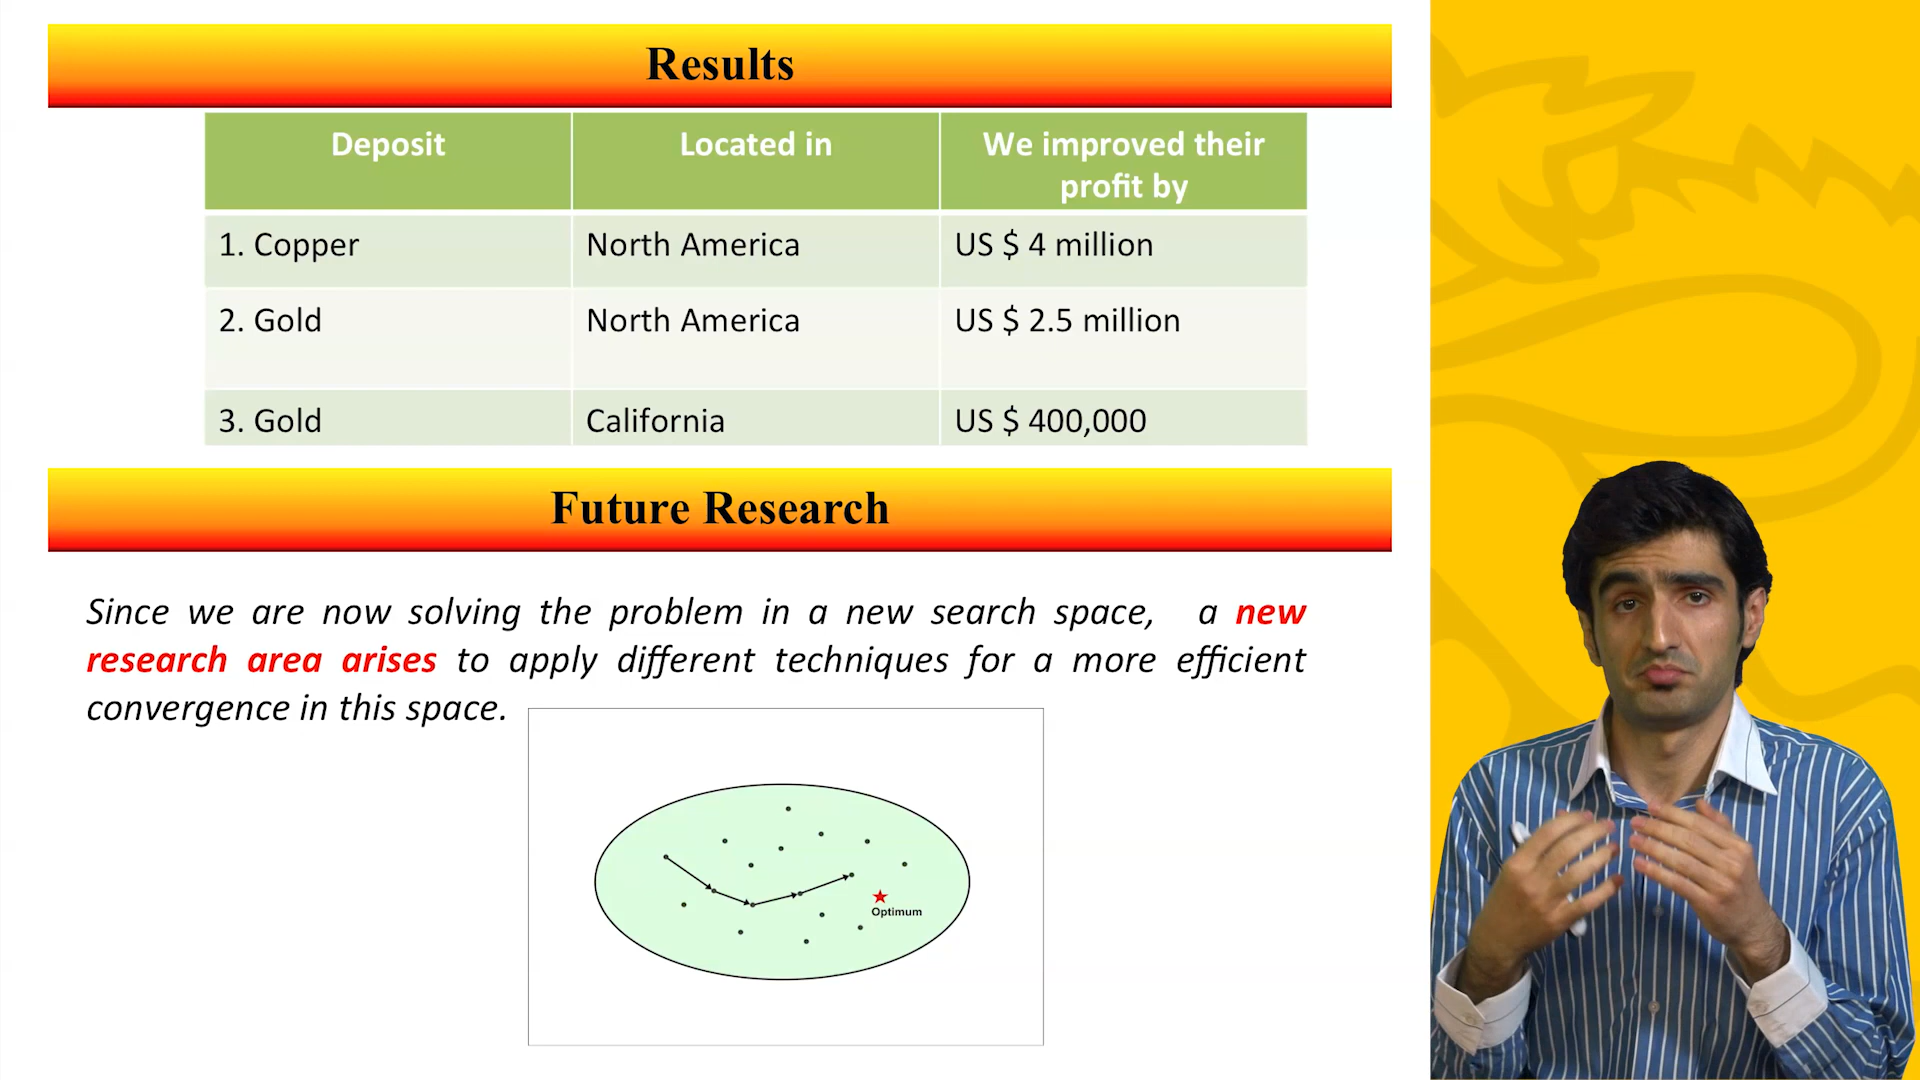 Results
Deposit
Located in
We improved their
profit by
1. Copper
North America
US $ 4 million
2. Gold
North America
US $ 2.5 million
3. Gold
California
US $ 400,000
Future Research
Since we are now solving the problem in a new search space, a new
research area arises to apply different techniques for a more efficient
convergence in this space.
Optimum